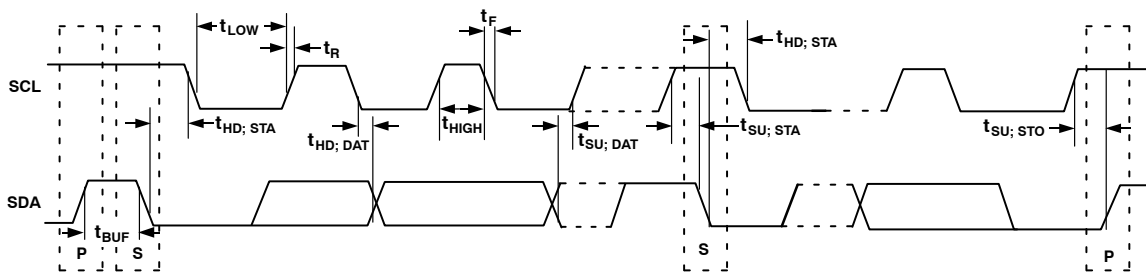 tLOW
tF
tR
tHD; STA
SCL
tHD; STA
tHD; DAT
tHIGH
tSU; DAT
tSU; STA
tSU; STO
SDA
tBUF
P
S
S
P